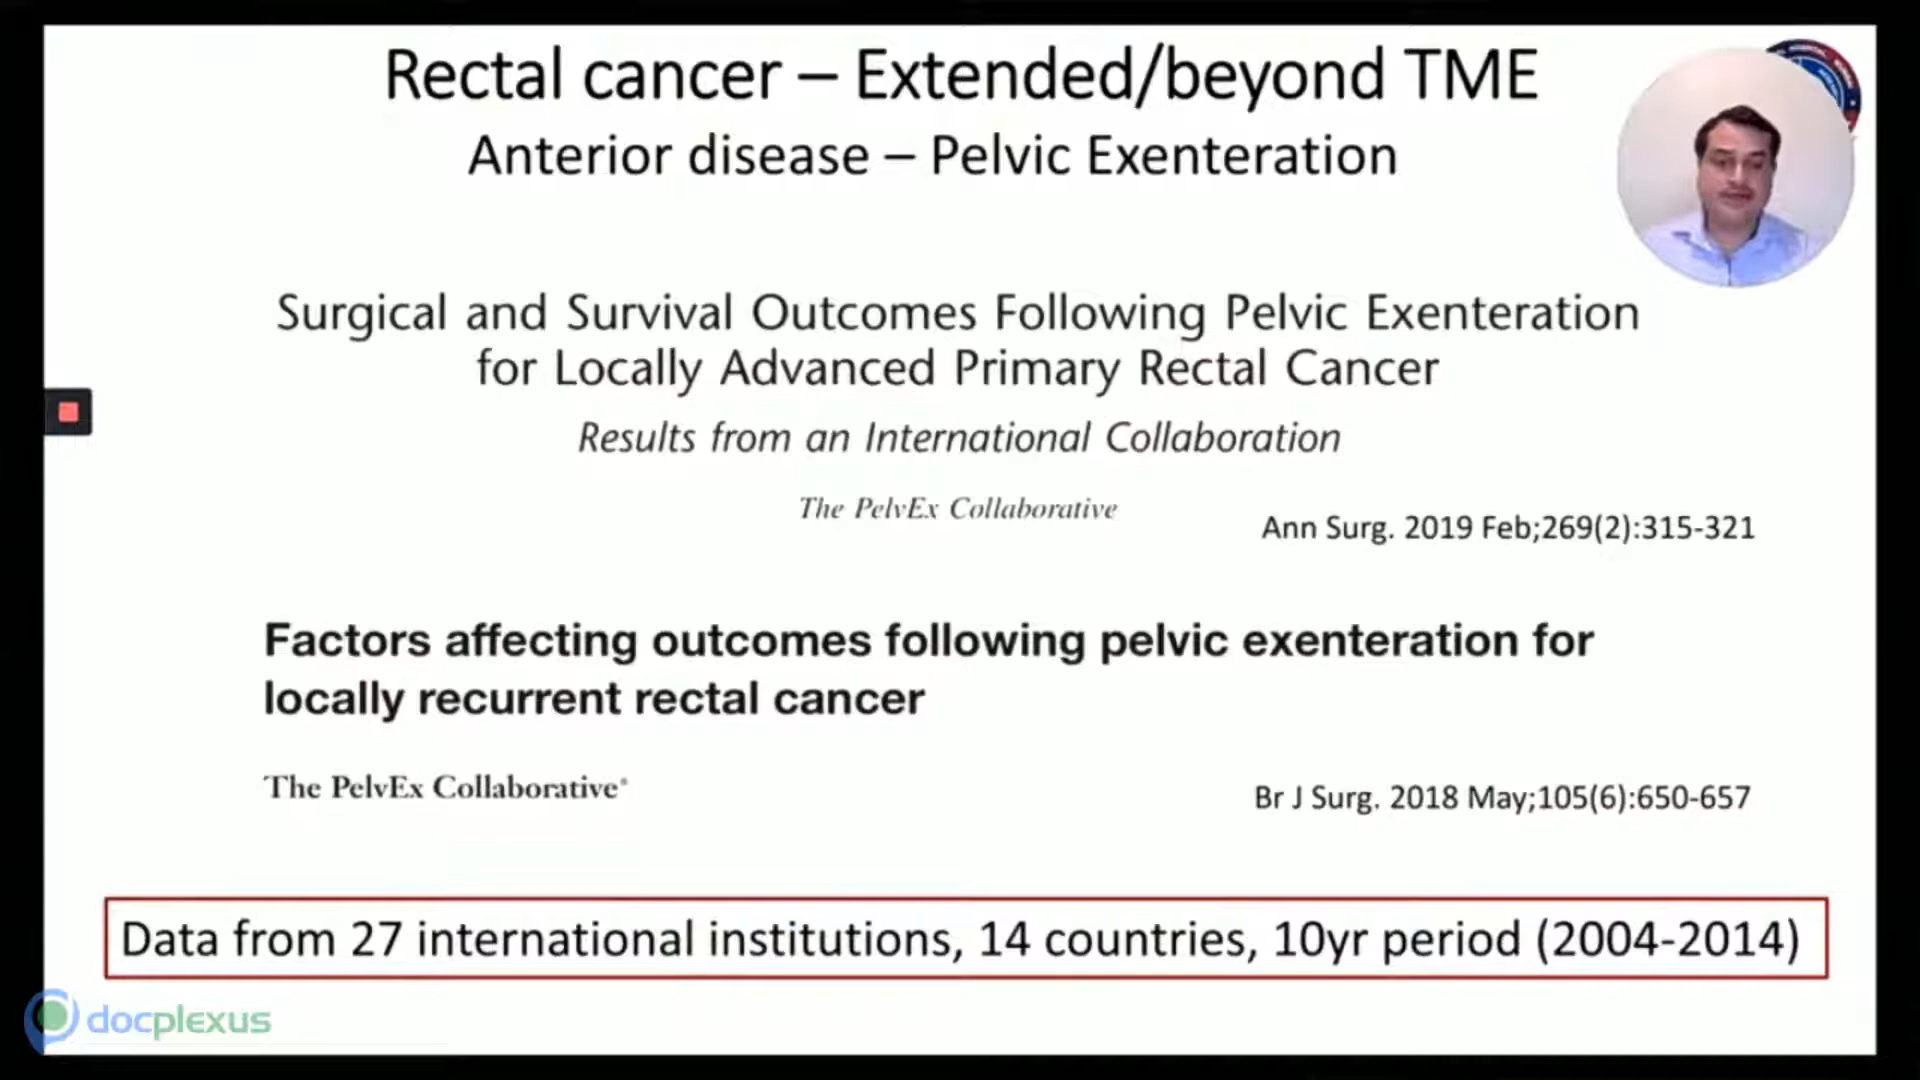 Rectal cancer – Extended/beyond TME
Anterior disease – Pelvic Exenteration
Surgical and Survival Outcomes Following Pelvic Exenteration
for Locally Advanced Primary Rectal Cancer
Results from an International Collaboration
The PelvEx Collaborative
Ann Surg. 2019 Feb;269(2):315-321
Factors affecting outcomes following pelvic exenteration for
locally recurrent rectal cancer
The PelvEx Collaborative*
Br J Surg. 2018 May;105(6):650-657
Data from 27 international institutions, 14 countries, 10yr period (2004-2014)
docplexus